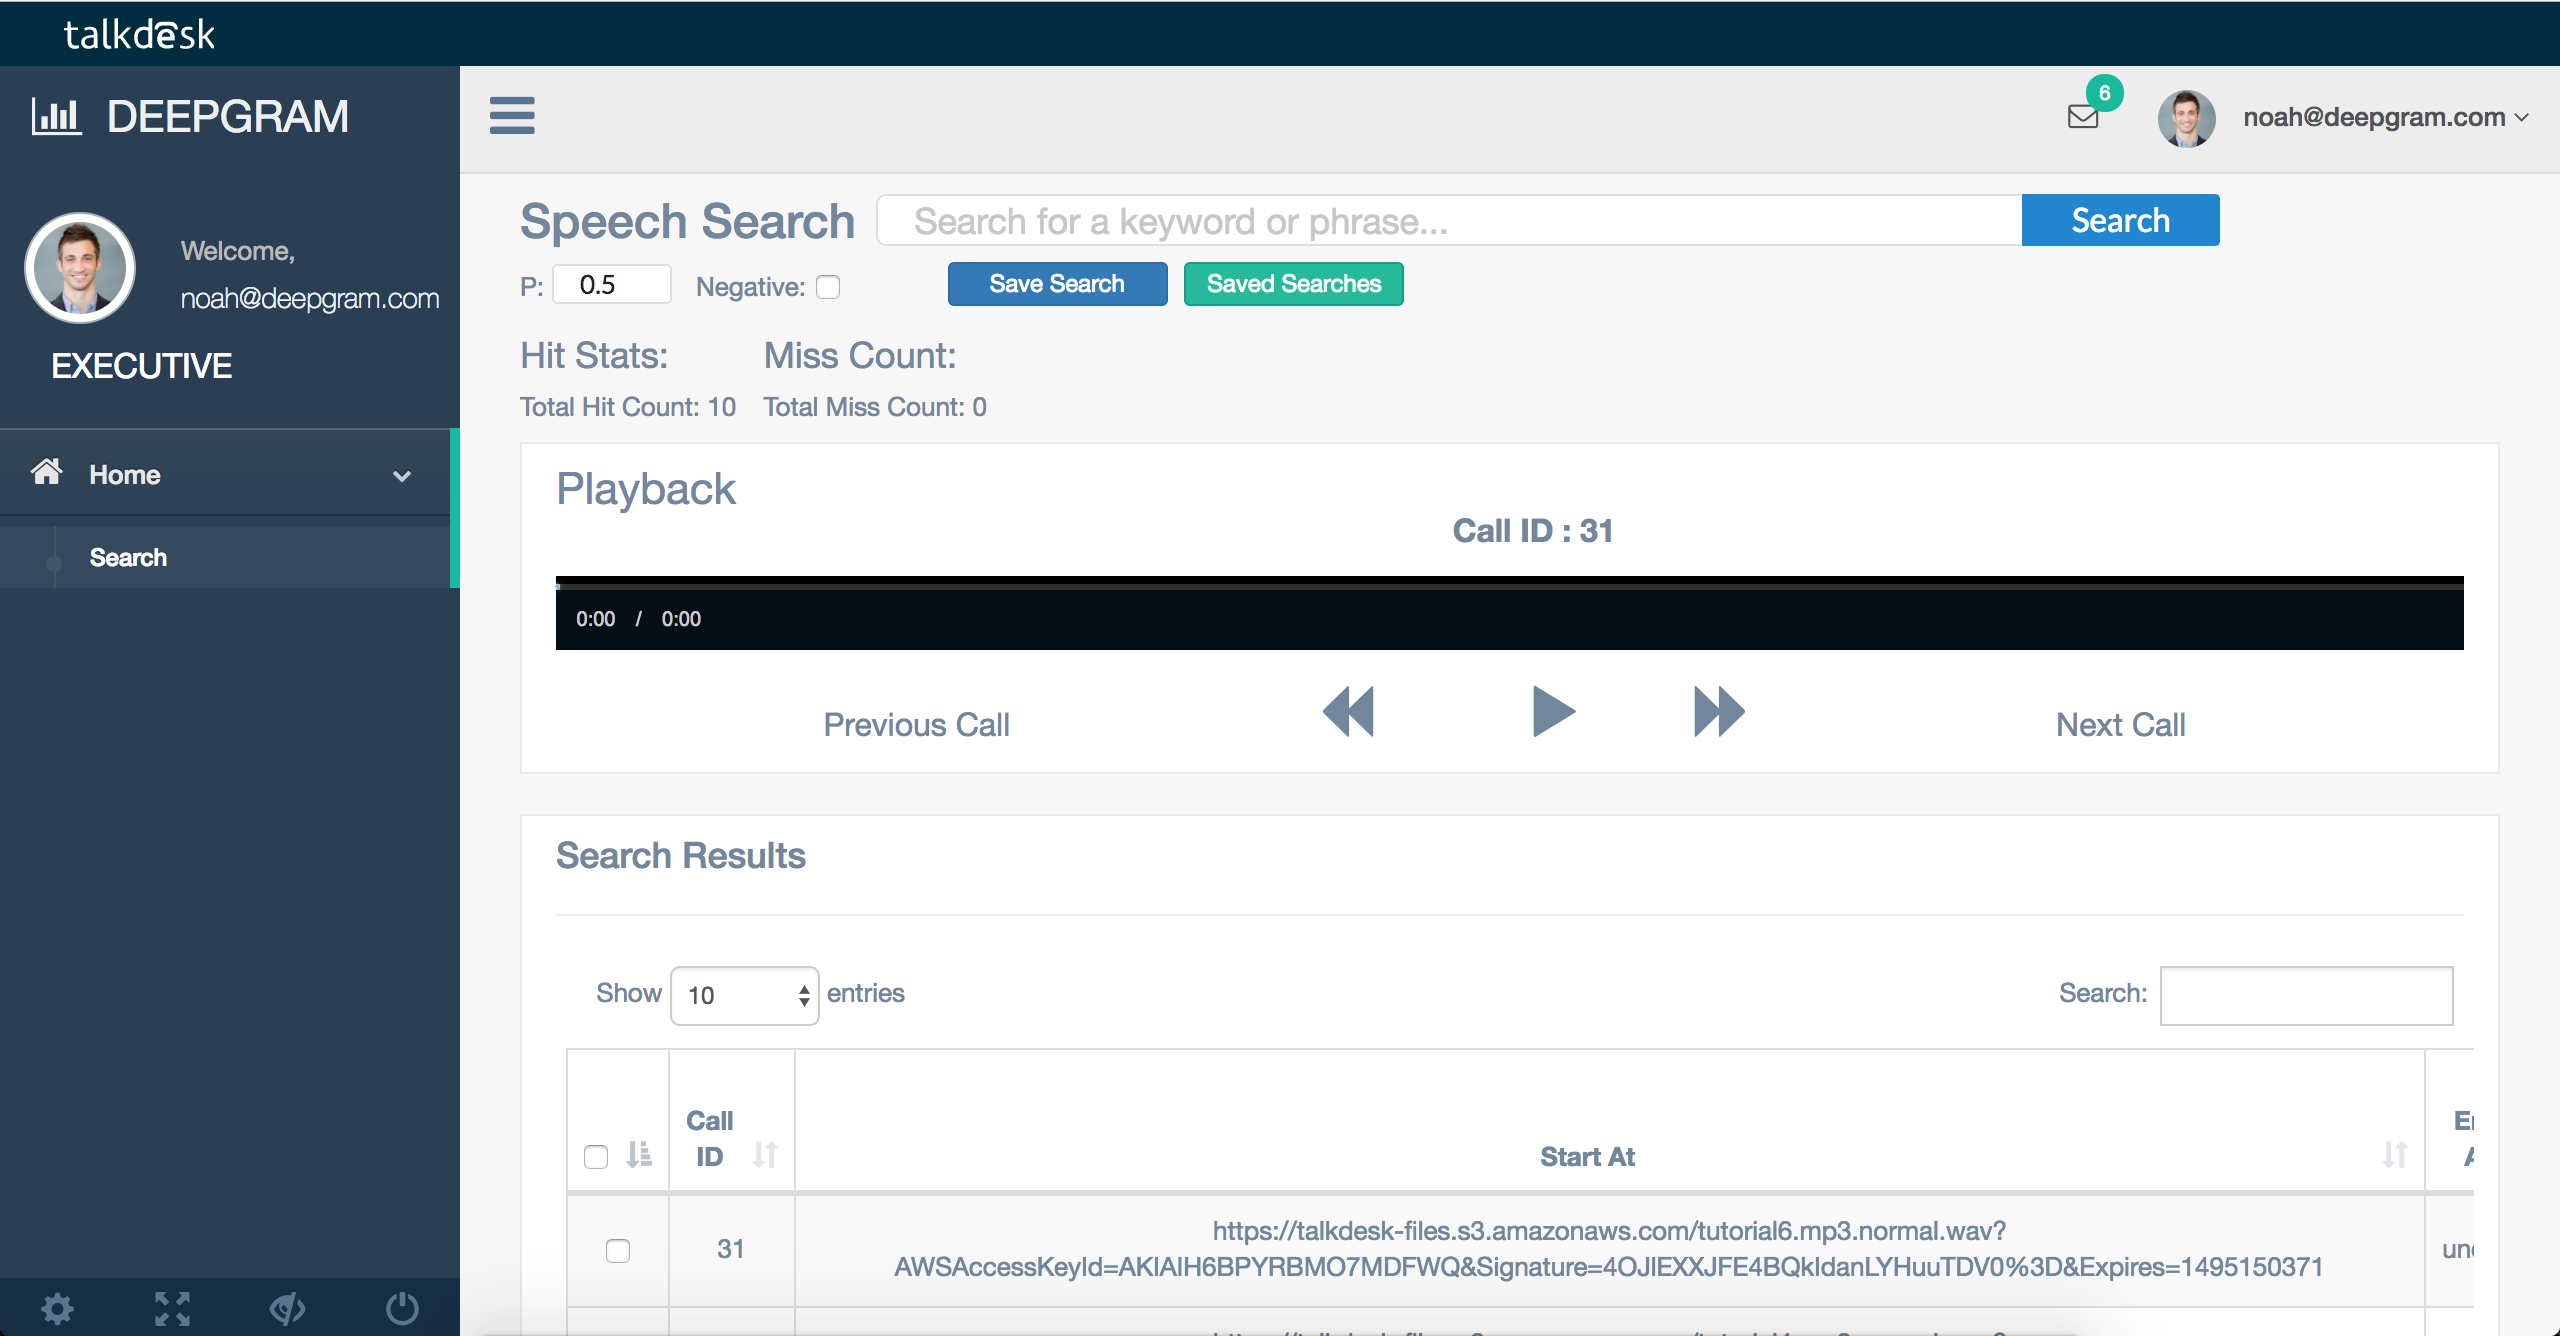 talkdesk
DEEPGRAM
6
noah@deepgram.com
Welcome,
noah@deepgram.com
EXECUTIVE
Home
Search
Speech Search
Search for a keyword or phrase...
Search
P: 0.5 Negative:
Save Search
Saved Searches
Hit Stats: Miss Count:
Total Hit Count: 10 Total Miss Count: 0
Playback
Call ID : 31
0:00 / 0:00
Previous Call
Next Call
Search Results
Show 10 entries
Search:
Call
ID
Start At
31
https://talkdesk-files.s3.amazonaws.com/tutorial6.mp3.normal.wav?
AWSAccessKeyId=AKIAIH6BPYRBMO7MDFWQ&Signature=4OJIEXXJFE4BQkIdanLYHuuTDV0%3D&Expires=1495150371